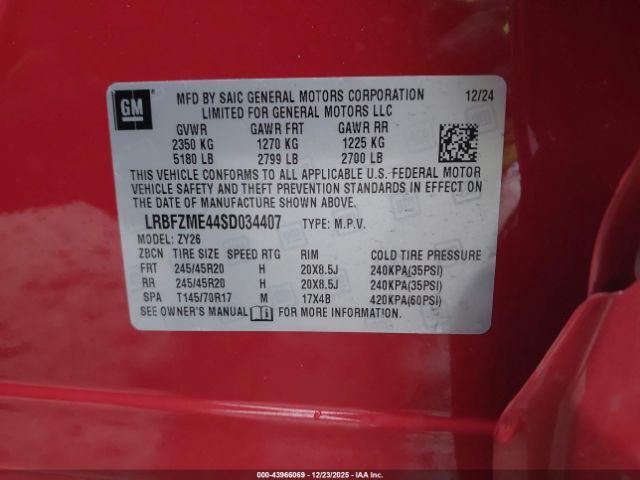 GM
MFD BY SAIC GENERAL MOTORS CORPORATION 12/24
LIMITED FOR GENERAL MOTORS LLC
GVWR GAWR FRT GAWR RR
2350 KG 1270 KG 1225 KG
5180 LB 2799 LB 2700 LB
THIS VEHICLE CONFORMS TO ALL APPLICABLE U.S. FEDERAL MOTOR
VEHICLE SAFETY AND THEFT PREVENTION STANDARDS IN EFFECT ON
THE DATE OF MANUFACTURE SHOWN ABOVE.
LRBFZME44SD034407 TYPE: M.P.V.
MODEL: ZY26
ZBCN TIRE SIZE SPEED RTG RIM COLD TIRE PRESSURE
FRT 245/45R20 H 20X8.5J 240KPA(35PSI)
RR 245/45R20 H 20X8.5J 240KPA(35PSI)
SPA T145/70R17 M 17X4B 420KPA(60PSI)
SEE OWNER'S MANUAL FOR MORE INFORMATION.
000-43966069 - 12/23/2025 - IAAI.COM